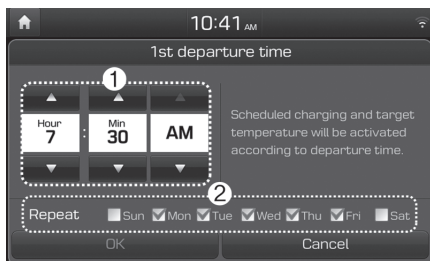 10:41 AM
1st departure time
1
Hour Min
7 : 30 AM
Scheduled charging and target
temperature will be activated
according to departure time.
2
Repeat Sun Mon Tue Wed Thu Fri Sat
OK Cancel